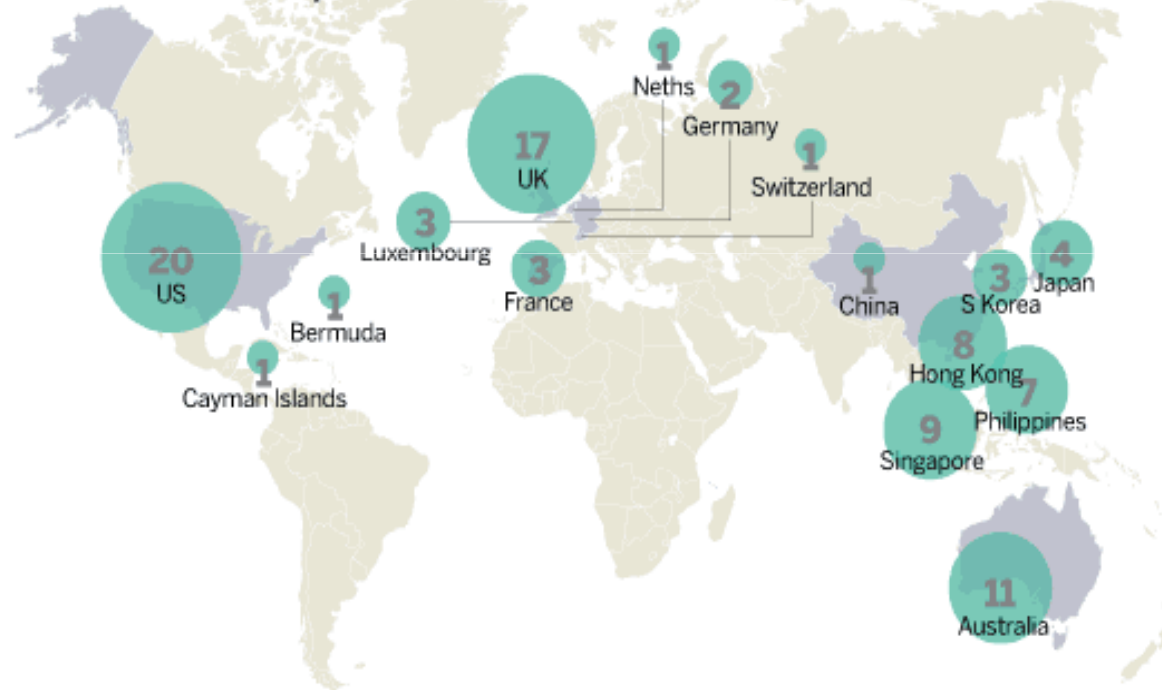 1
Neths
2
Germany
1
Switzerland
17
UK
3
Luxembourg
3
France
20
US
1
Bermuda
1
Cayman Islands
1
China
3
S Korea
4
Japan
8
Hong Kong
7
Philippines
9
Singapore
11
Australia